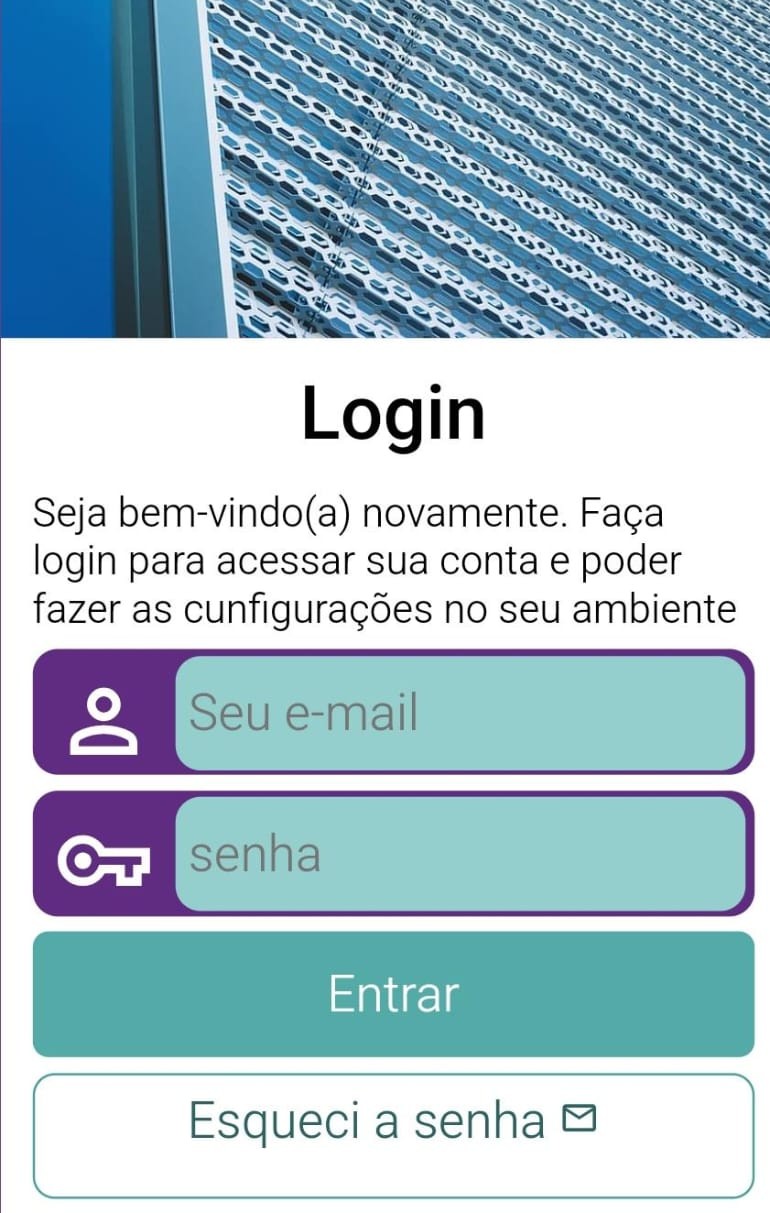 Login
Seja bem-vindo(a) novamente. Faça
login para acessar sua conta e poder
fazer as cunfigurações no seu ambiente
Seu e-mail
senha
Entrar
Esqueci a senha